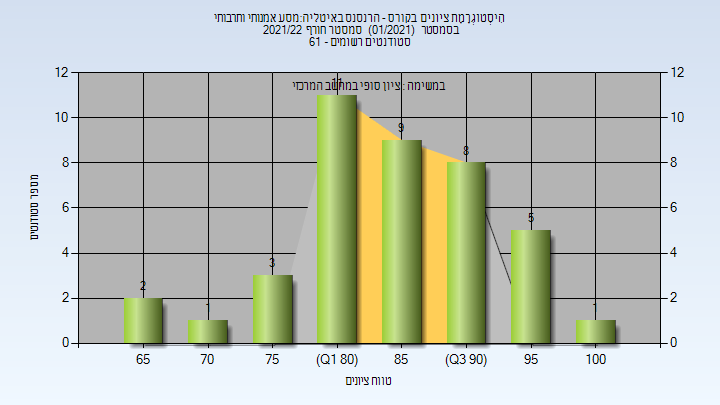 היסטוגרמת ציונים בקורס - הרנסנס באיטליה:מסע אמנותי ותרבותי
בסמסטר (01/2021) סמסטר חורף 2021/22
סטודנטים רשומים - 61
במשימה : ציון סופי במחשב המרכזי
12 12
10 10
8 8
6 6
4 4
2 2
0 0
2 1 3 11 9 8 5 1
מספר סטודנטים
65 70 75 (Q1 80) 85 (Q3 90) 95 100
טווח ציונים